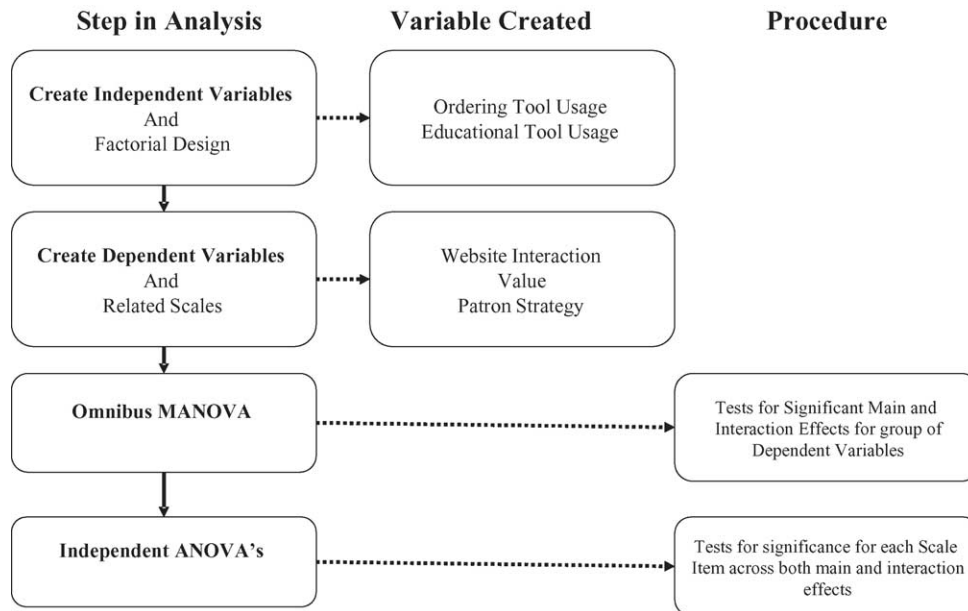 Step in Analysis
Variable Created
Procedure
Create Independent Variables
And
Factorial Design
Ordering Tool Usage
Educational Tool Usage
Create Dependent Variables
And
Related Scales
Website Interaction
Value
Patron Strategy
Omnibus MANOVA
Tests for Significant Main and
Interaction Effects for group of
Dependent Variables
Independent ANOVA's
Tests for significance for each Scale
Item across both main and interaction
effects